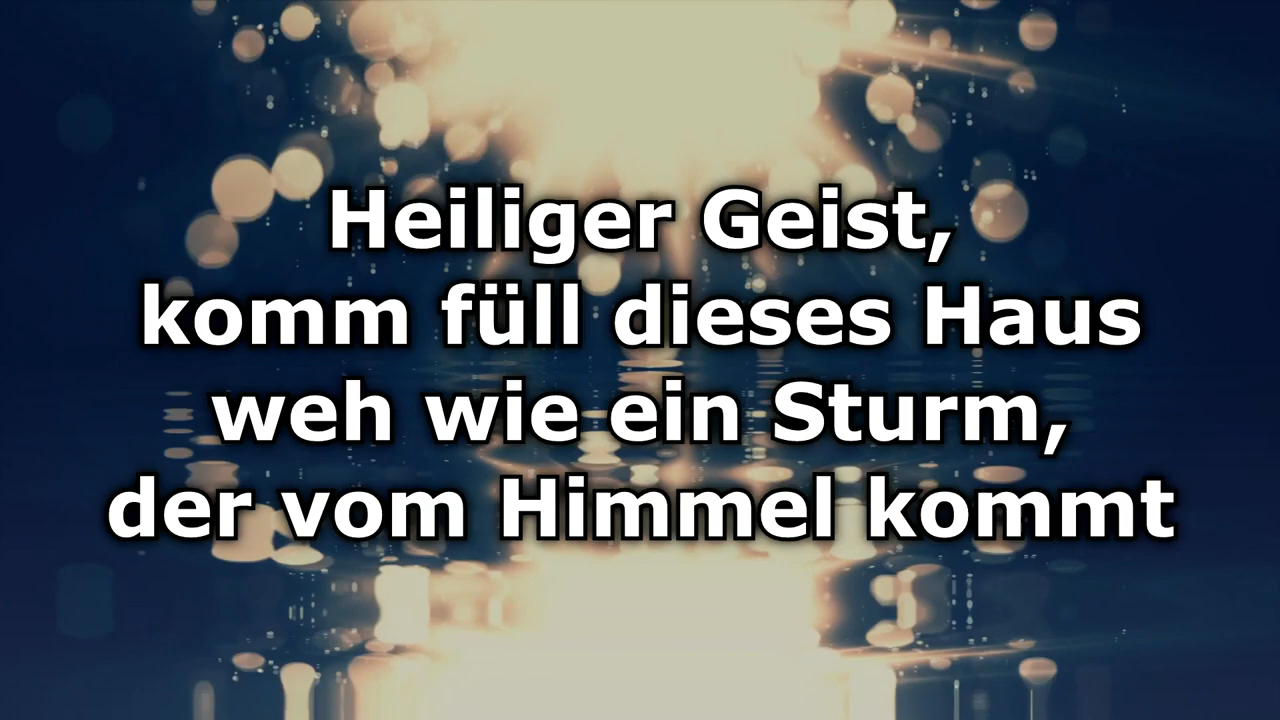 Heiliger Geist,
komm füll dieses Haus
weh wie ein Sturm,
der vom Himmel kommt